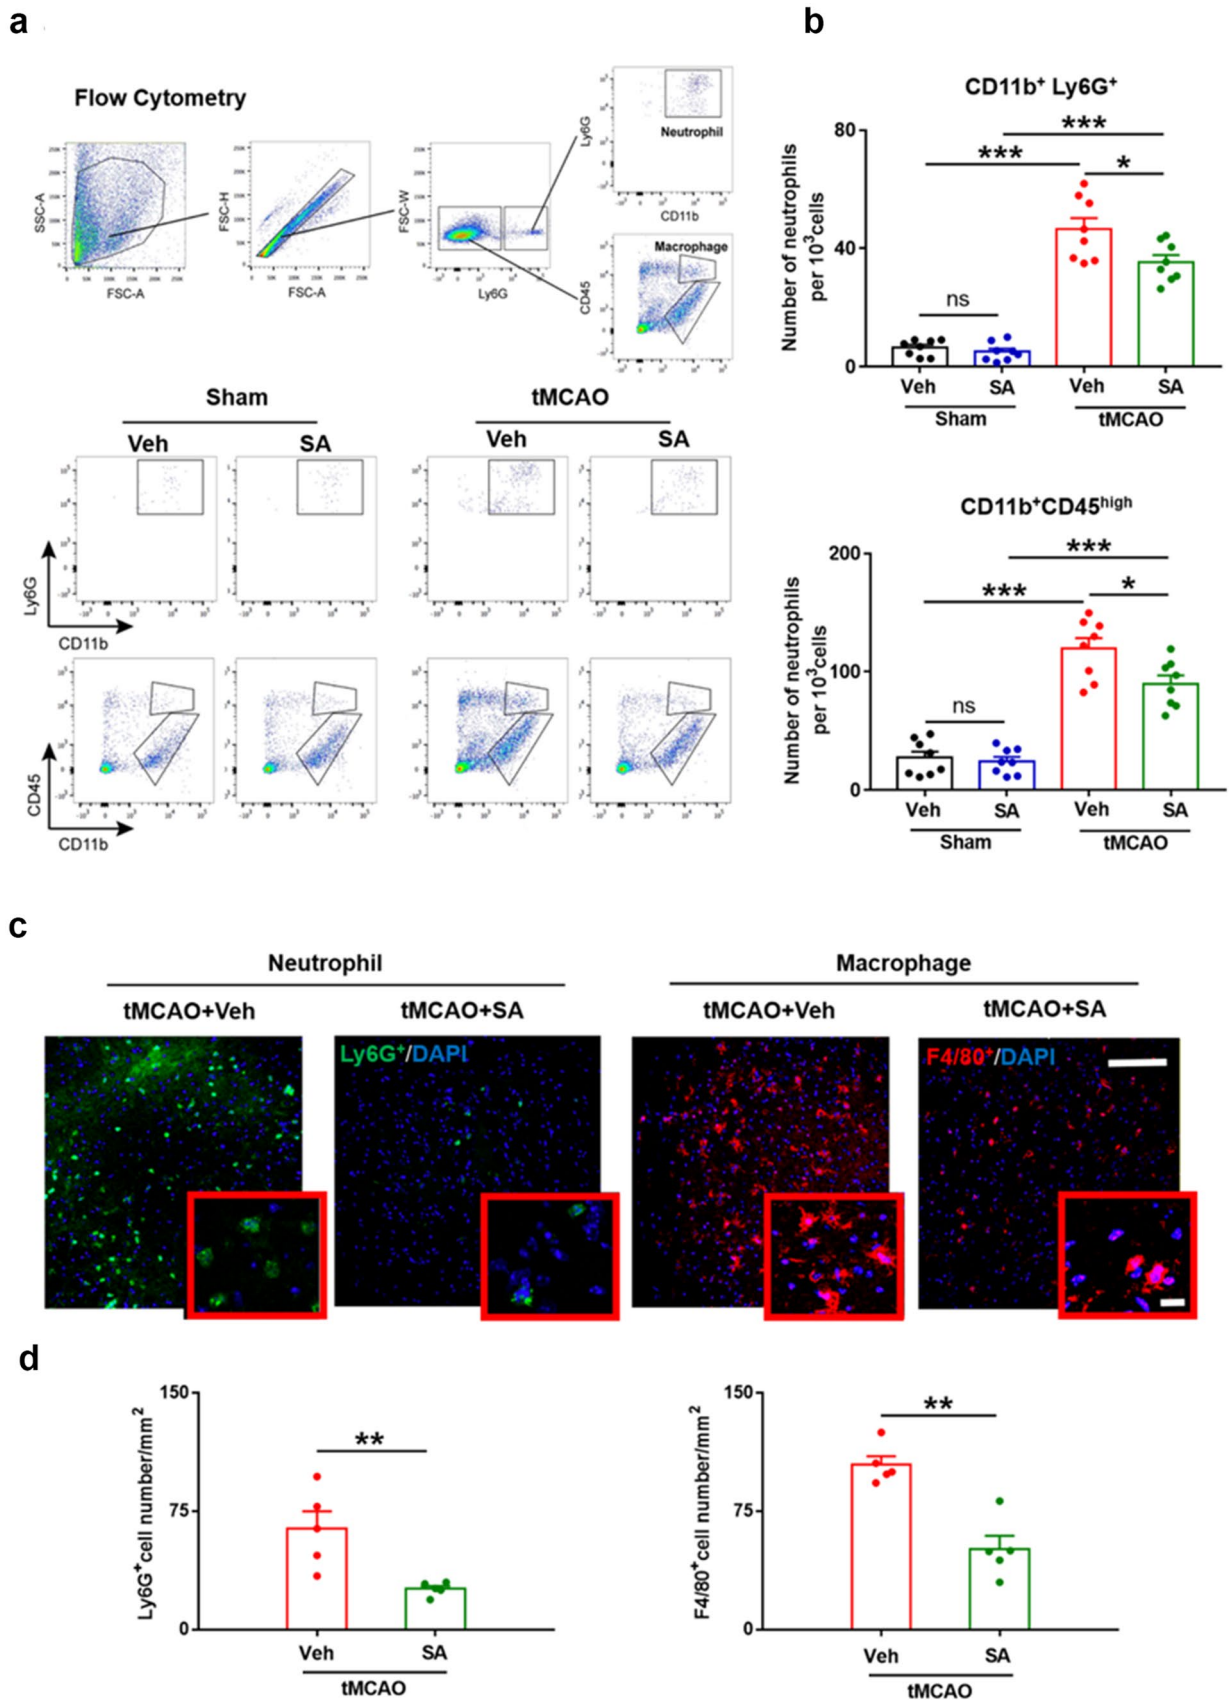 a
b
Flow Cytometry
SSC-A
FSC-A
FSC-H
FSC-A
FSC-W
Ly6G
Ly6G
Neutrophil
CD11b
CD45
Macrophage
Sham
tMCAO
Veh
SA
Veh
SA
Ly6G
CD11b
CD45
CD11b
CD11b⁺ Ly6G⁺
Number of neutrophils
per 10³cells
80
40
0
***
***
*
ns
Veh
SA
Veh
SA
Sham
tMCAO
CD11b⁺CD45ʰⁱᵍʰ
Number of neutrophils
per 10³cells
200
100
0
***
***
*
ns
Veh
SA
Veh
SA
Sham
tMCAO
c
Neutrophil
Macrophage
tMCAO+Veh
tMCAO+SA
tMCAO+Veh
tMCAO+SA
Ly6G⁺/DAPI
F4/80⁺/DAPI
d
Ly6G⁺cell number/mm²
150
75
0
**
Veh
SA
tMCAO
F4/80⁺cell number/mm²
150
75
0
**
Veh
SA
tMCAO